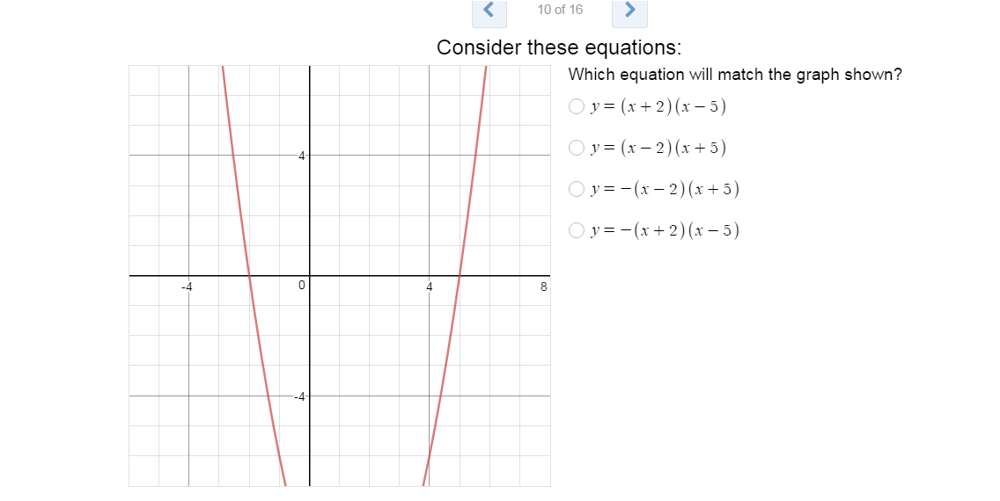 10 of 16
Consider these equations:
Which equation will match the graph shown?
y = (x + 2)(x − 5)
y = (x − 2)(x + 5)
y = −(x − 2)(x + 5)
y = −(x + 2)(x − 5)
4
-4 0 4 8
-4